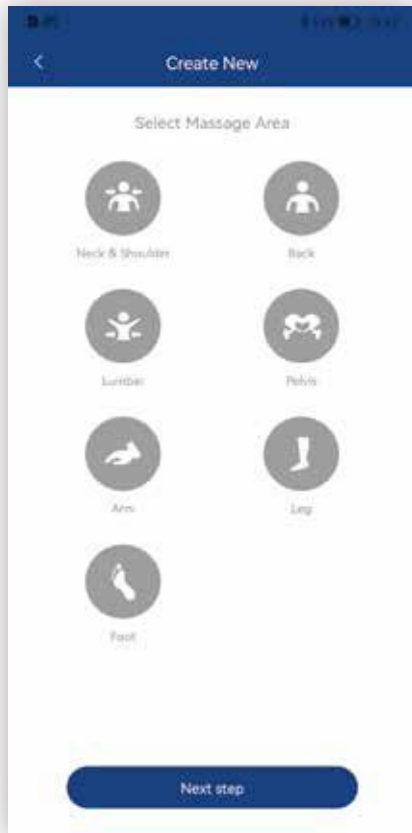 Create New
Select Massage Area
Neck & Shoulder
Back
Lumbar
Pelvis
Arm
Leg
Foot
Next step